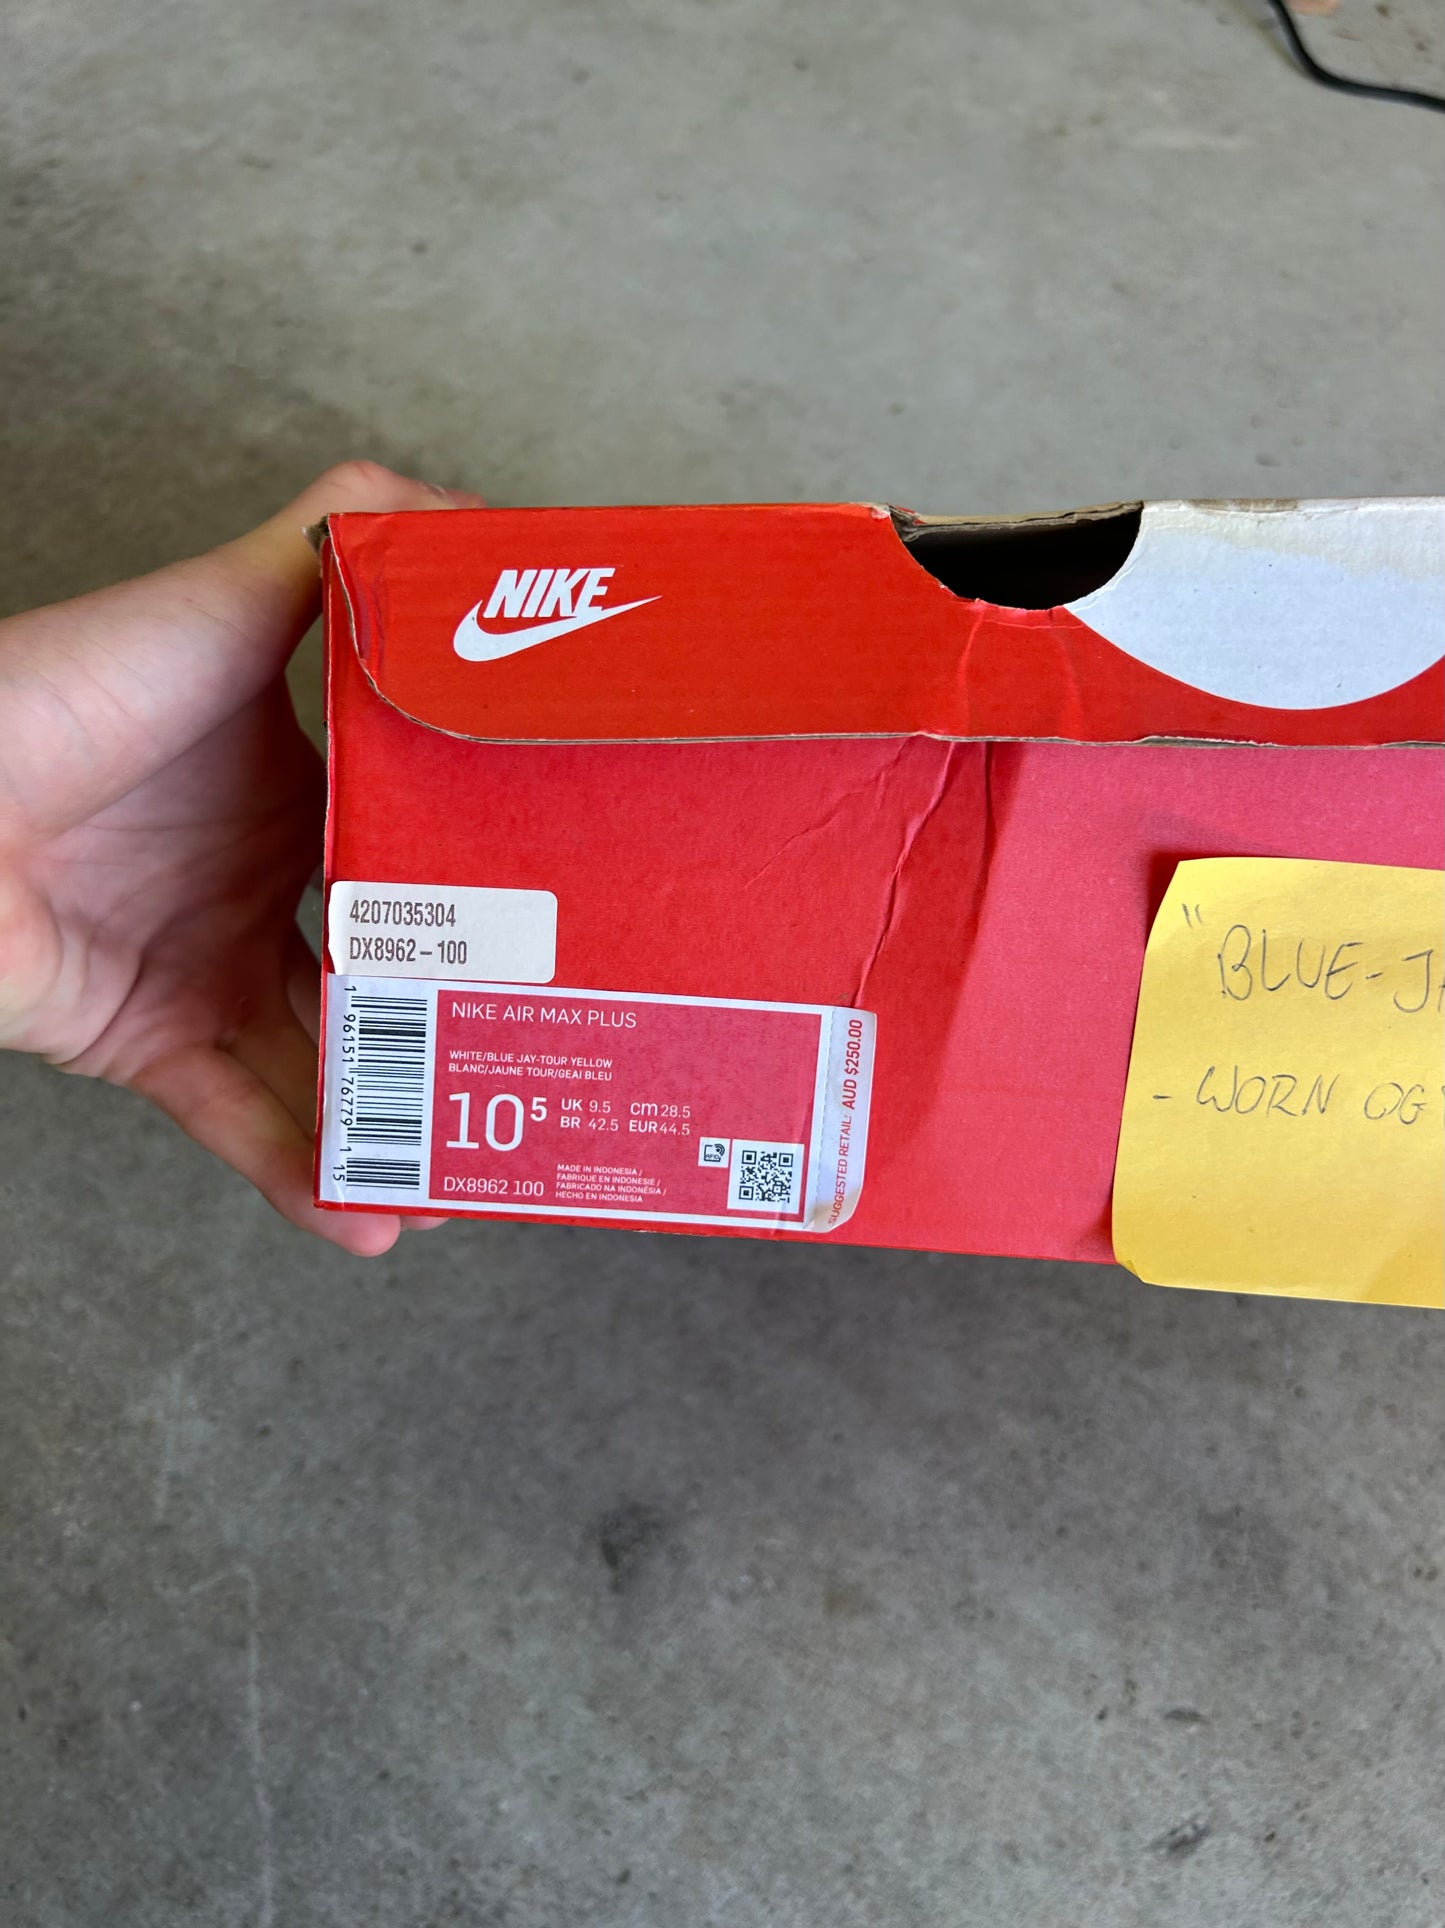 NIKE
4207035304
DX8962-100
1 96151 76779 1 15
NIKE AIR MAX PLUS
WHITE/BLUE JAY-TOUR YELLOW
BLANC/JAUNE TOUR/GEAI BLEU
10⁵ UK 9.5 cm 28.5
BR 42.5 EUR 44.5
DX8962 100
MADE IN INDONESIA /
FABRIQUE EN INDONESIE /
FABRICADO NA INDONÉSIA /
HECHO EN INDONESIA
RFID
SUGGESTED RETAIL: AUD $250.00
" BLUE-J
- WORN